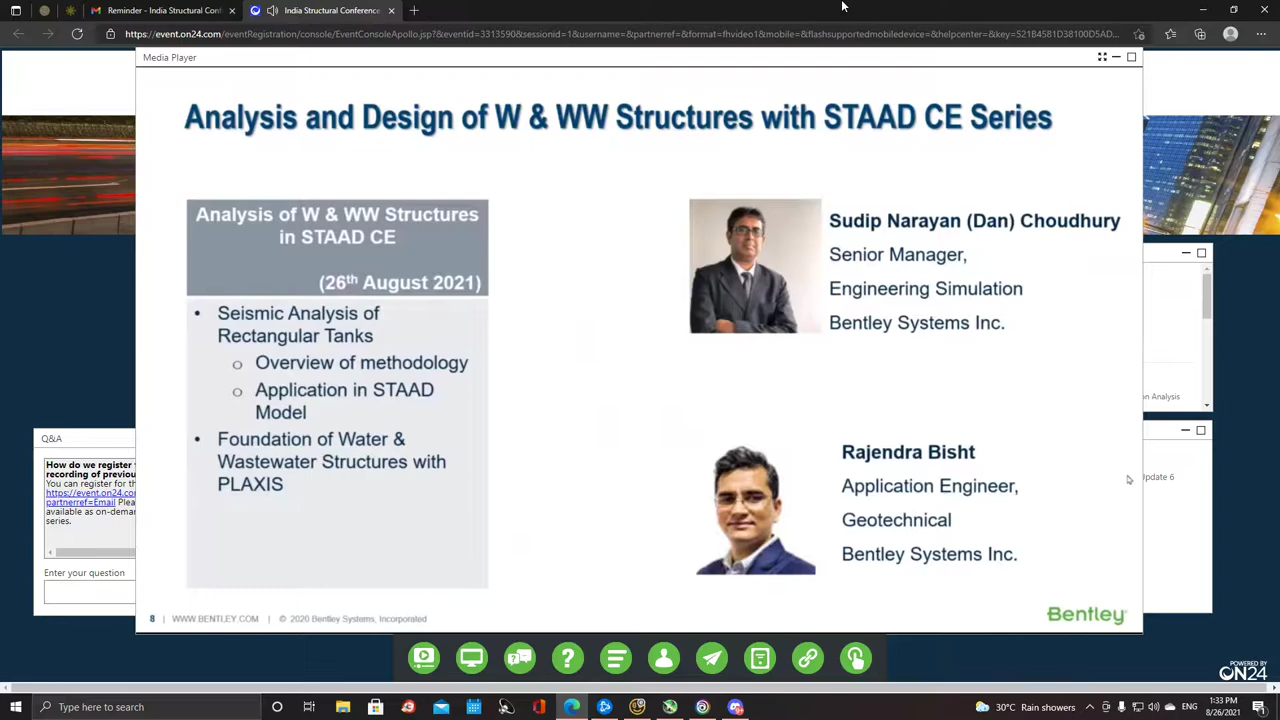 Reminder - India Structural Conf
India Structural Conference
https://event.on24.com/eventRegistration/console/EventConsoleApollo.jsp?&eventid=3313590&sessionid=1&username=&partnerref=&format=fhvideo1&mobile=&flashsupportedmobiledevice=&helpcenter=&key=521B4581D38100D5AD...
Media Player
Analysis and Design of W & WW Structures with STAAD CE Series
Analysis of W & WW Structures
in STAAD CE
(26th August 2021)
• Seismic Analysis of
Rectangular Tanks
o Overview of methodology
o Application in STAAD
Model
• Foundation of Water &
Wastewater Structures with
PLAXIS
Sudip Narayan (Dan) Choudhury
Senior Manager,
Engineering Simulation
Bentley Systems Inc.
Rajendra Bisht
Application Engineer,
Geotechnical
Bentley Systems Inc.
8 | WWW.BENTLEY.COM | © 2020 Bentley Systems, Incorporated
Bentley
Q&A
How do we register
recording of previou
You can register for th
https://event.on24.co
partnerref=Email Plea
available as on-deman
series.
Enter your question
n Analysis
Update 6
POWERED BY
ON24
Type here to search
30°C Rain showers
1:33 PM
8/26/2021